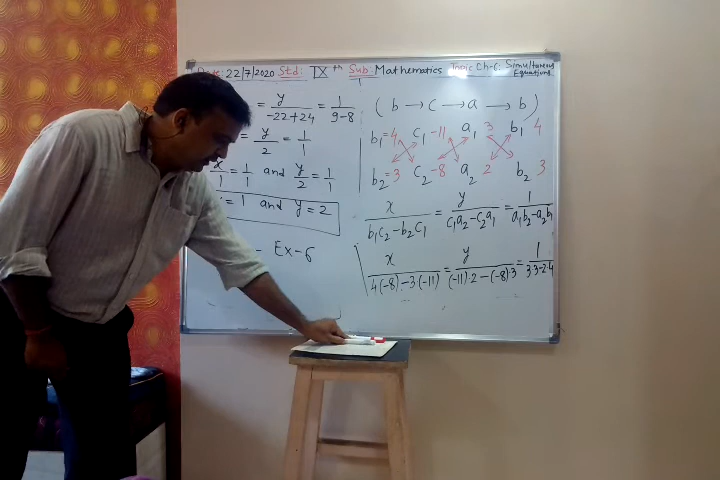 Date: 22/7/2020 Std: IXth Sub: Mathematics Topic Ch-6: Simultaneous Equations
= y/-22+24 = 1/9-8
= y/2 = 1/1
x/1 = 1/1 and y/2 = 1/1
= 1 and y = 2
- Ex-6
( b → c → a → b )
b₁=4 c₁-11 a₁ 3 b₁ 4
b₂=3 c₂-8 a₂ 2 b₂ 3
x/b₁c₂-b₂c₁ = y/c₁a₂-c₂a₁ = 1/a₁b₂-a₂b₁
x/4(-8)-3(-11) = y/(-11)·2-(-8)·3 = 1/3·3-2·4